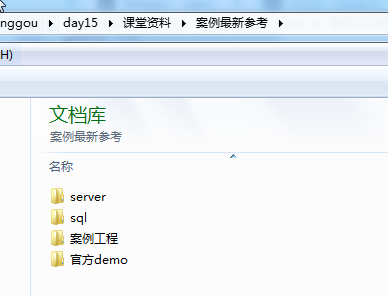 nggou ▸ day15 ▸ 课堂资料 ▸ 案例最新参考 ▸
H)
文档库
案例最新参考
名称
server
sql
案例工程
官方demo